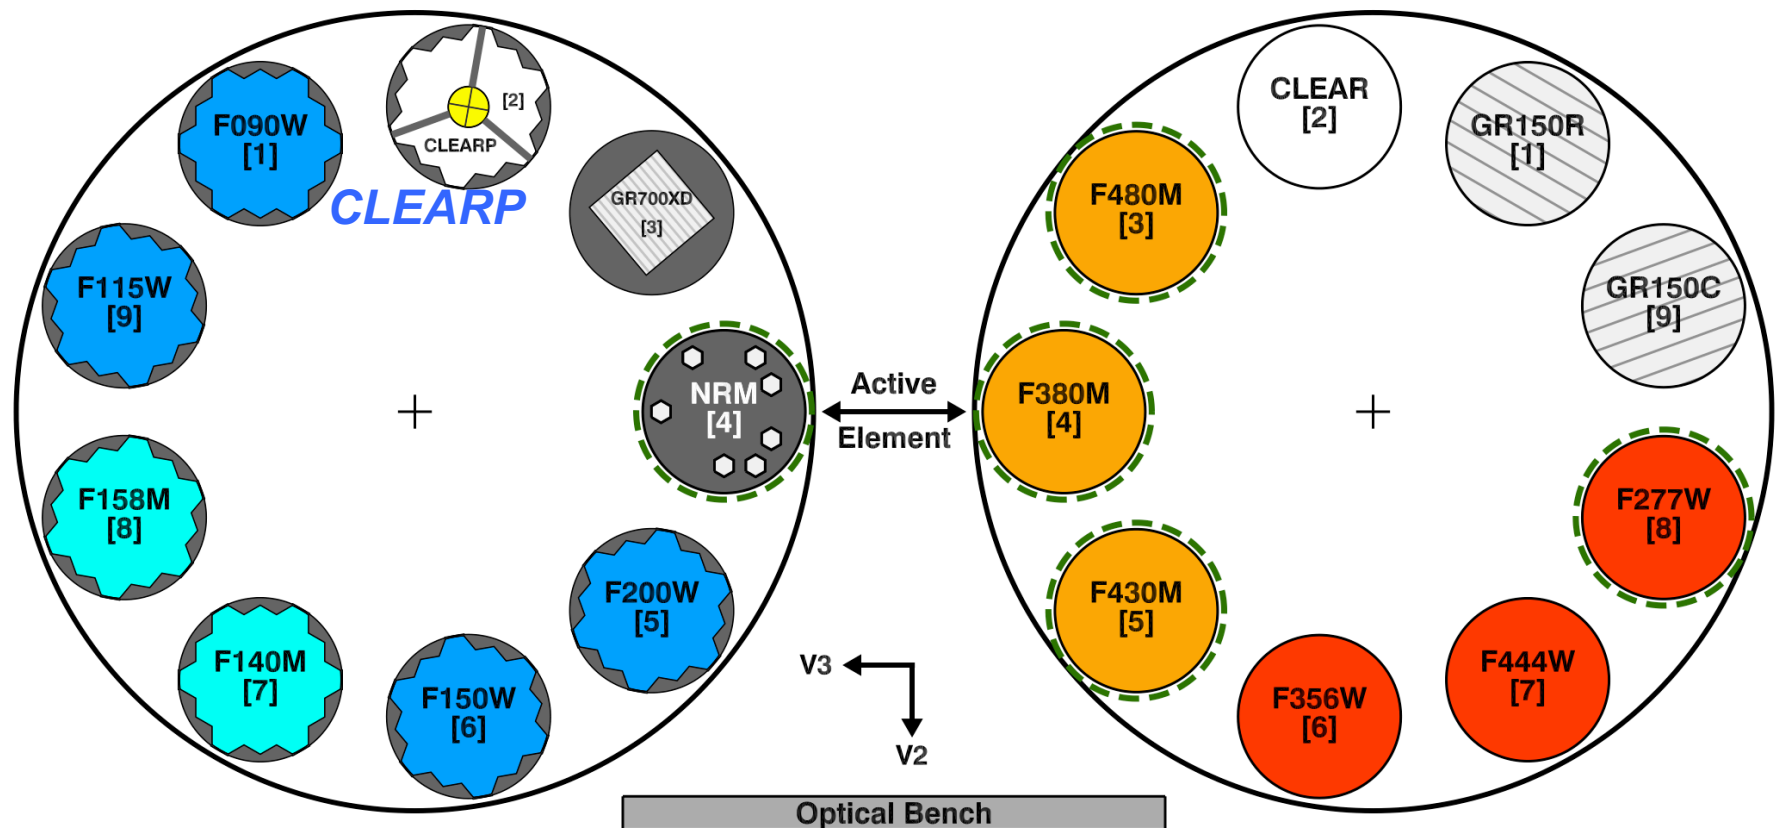 F090W
[1]
[2]
CLEARP
CLEARP
GR700XD
[3]
F115W
[9]
NRM
[4]
F158M
[8]
F200W
[5]
F140M
[7]
F150W
[6]
Active
Element
V3
V2
CLEAR
[2]
GR150R
[1]
F480M
[3]
GR150C
[9]
F380M
[4]
F277W
[8]
F430M
[5]
F444W
[7]
F356W
[6]
Optical Bench